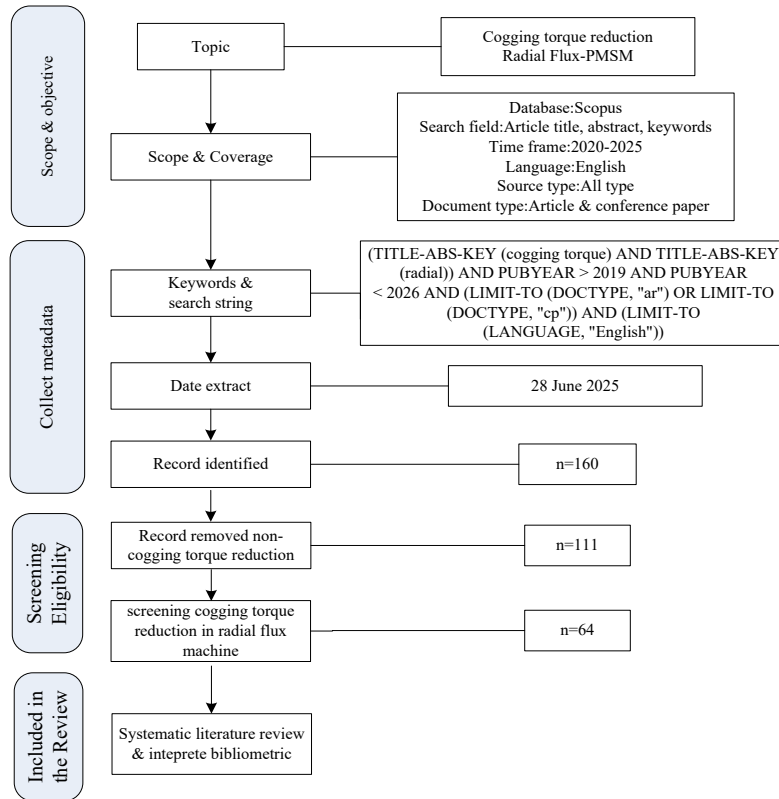 Scope & objective
Topic
Cogging torque reduction
Radial Flux-PMSM
Scope & Coverage
Database:Scopus
Search field:Article title, abstract, keywords
Time frame:2020-2025
Language:English
Source type:All type
Document type:Article & conference paper
Collect metadata
Keywords &
search string
(TITLE-ABS-KEY (cogging torque) AND TITLE-ABS-KEY
(radial)) AND PUBYEAR > 2019 AND PUBYEAR
< 2026 AND (LIMIT-TO (DOCTYPE, "ar") OR LIMIT-TO
(DOCTYPE, "cp")) AND (LIMIT-TO
(LANGUAGE, "English"))
Date extract
28 June 2025
Record identified
n=160
Screening
Eligibility
Record removed non-
cogging torque reduction
n=111
screening cogging torque
reduction in radial flux
machine
n=64
Included in
the Review
Systematic literature review
& inteprete bibliometric